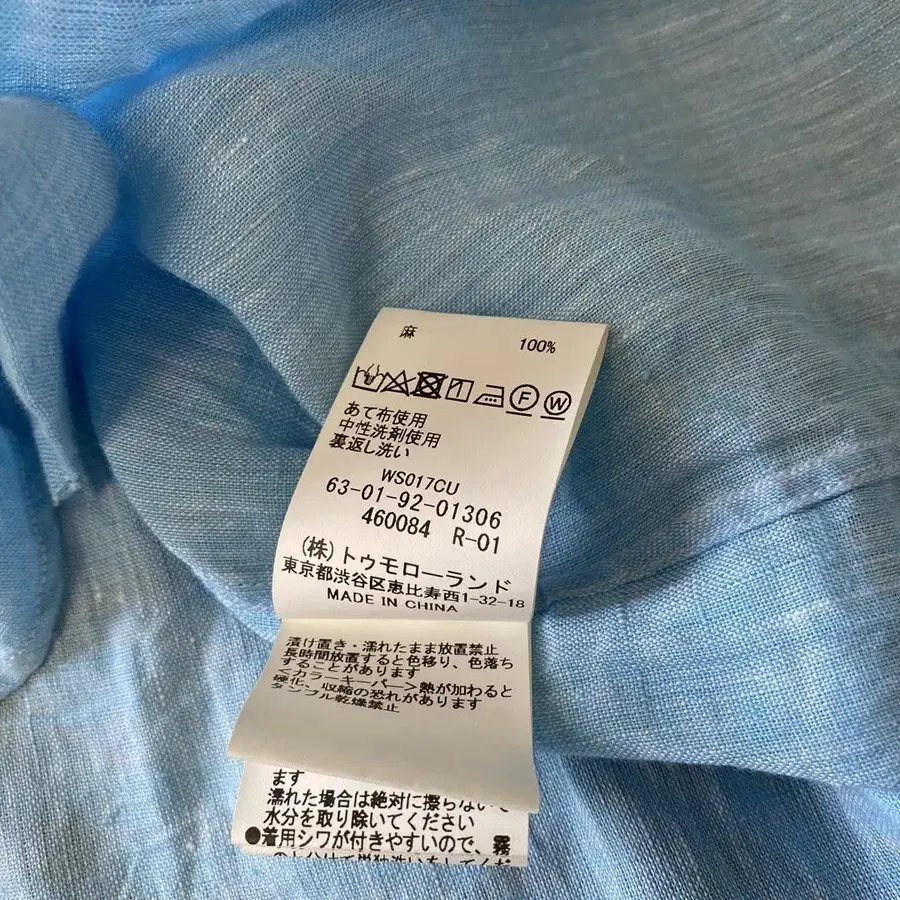 麻 100%
F W
あて布使用
中性洗剤使用
裏返し洗い
WS017CU
63-01-92-01306
460084 R-01
(株)トゥモローランド
東京都渋谷区恵比寿西1-32-18
MADE IN CHINA
漬け置き・濡れたまま放置禁止
長時間放置すると色移り、色落ち
することがあります
<カラーキーパー>熱が加わると
硬化、収縮の恐れがあります
タンブル乾燥禁止
ます
濡れた場合は絶対に擦らないで
水分を取り除いてください
●着用シワが付きやすいので、霧